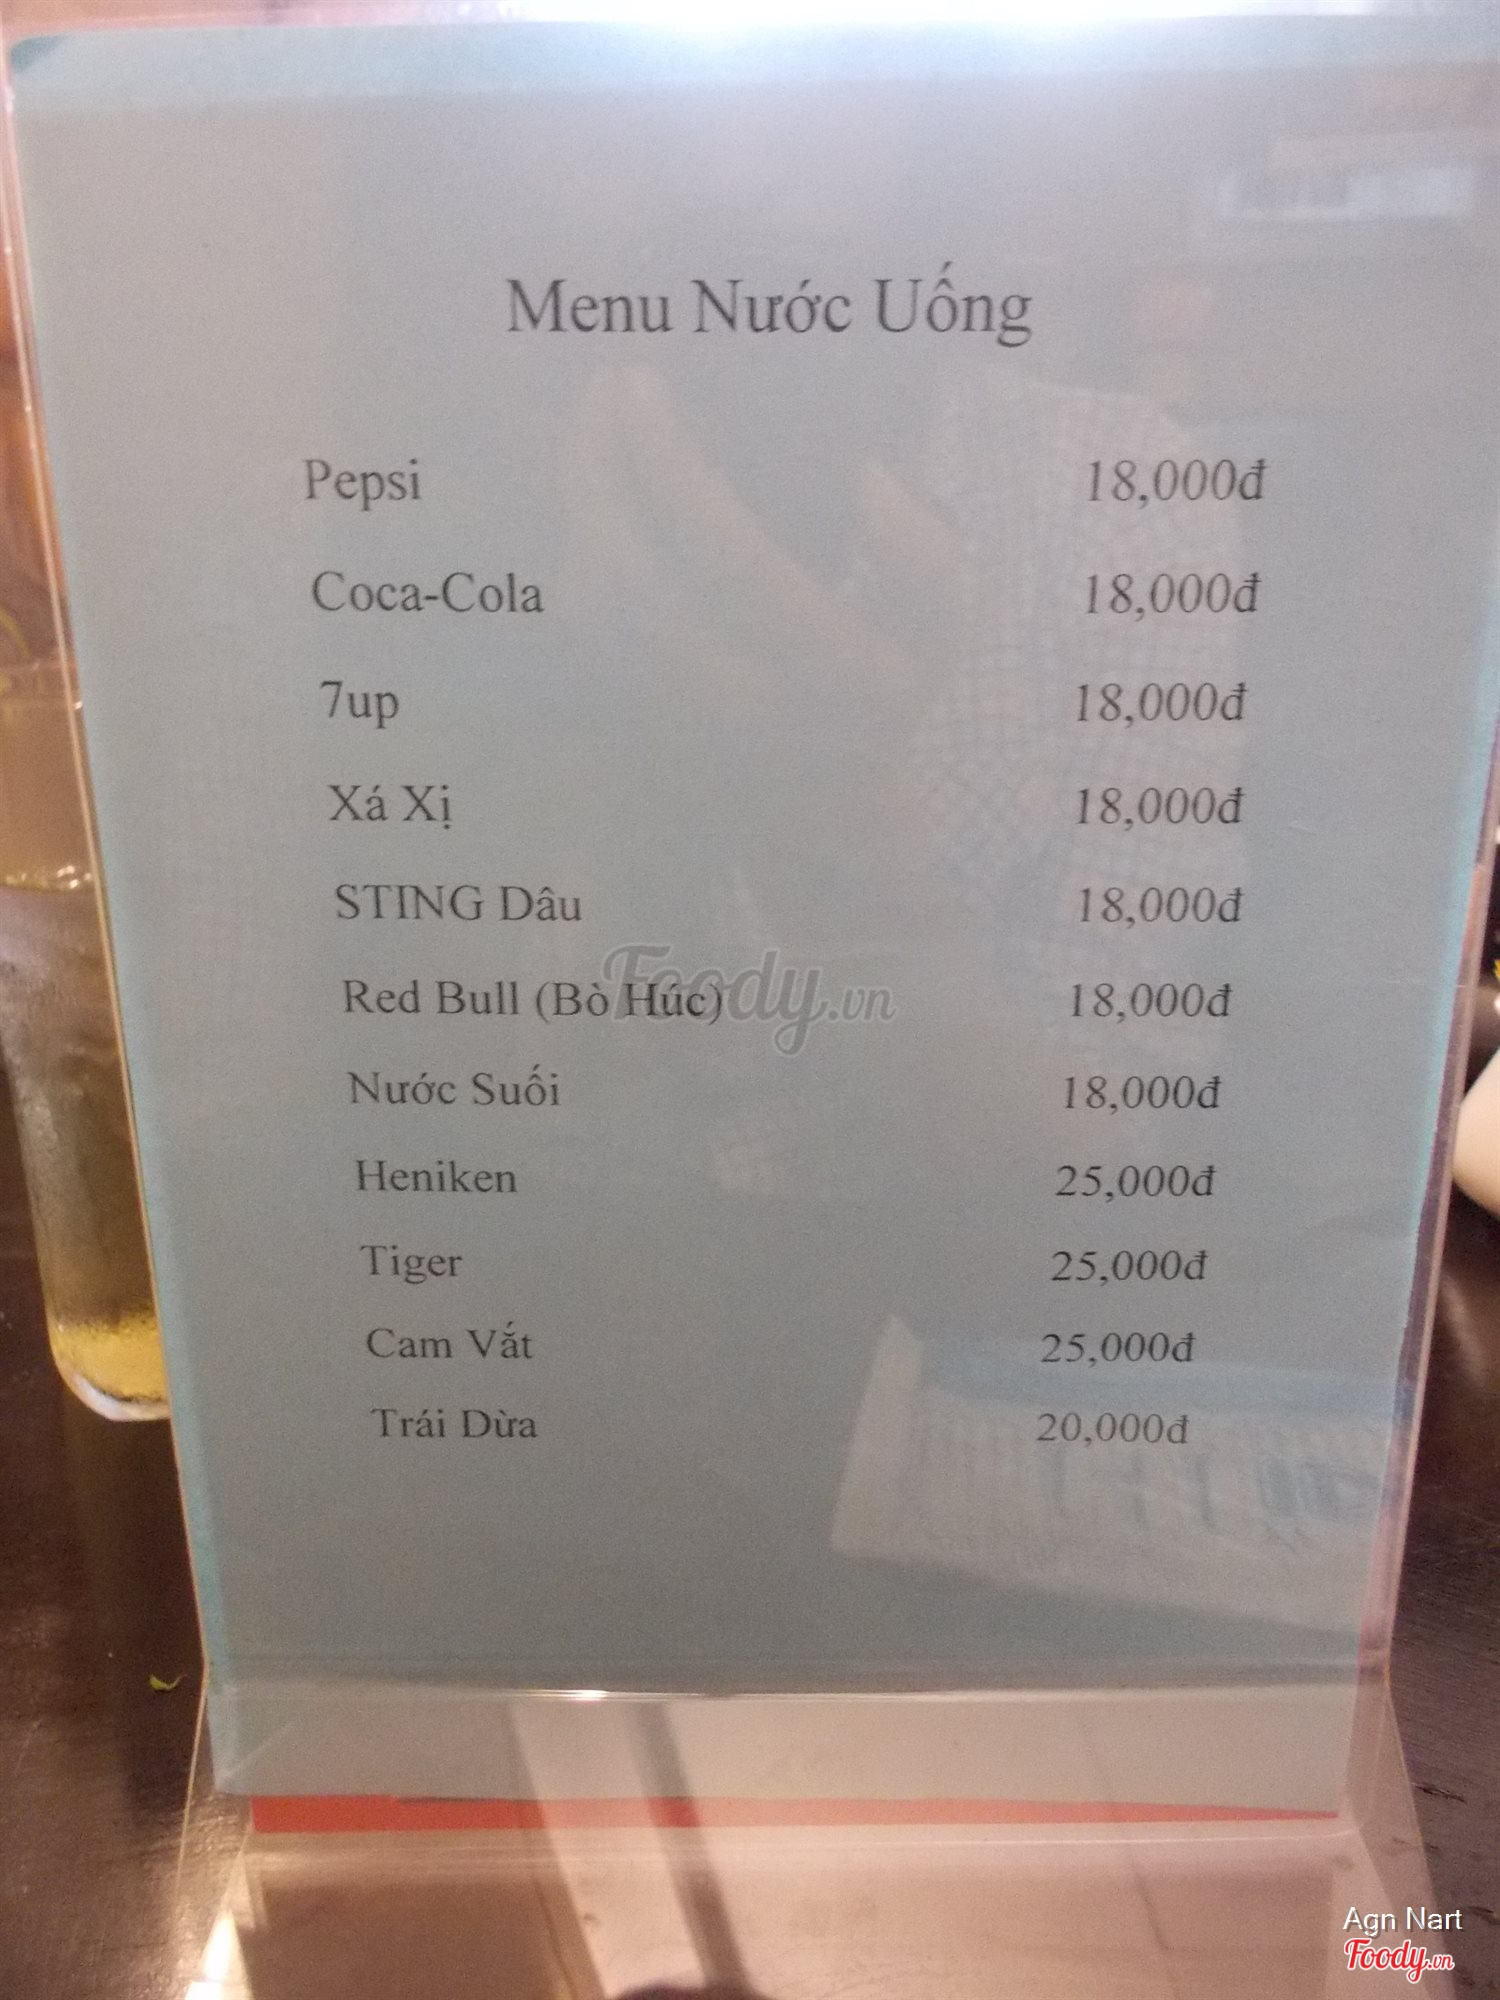 Menu Nước Uống
Pepsi 18,000đ
Coca-Cola 18,000đ
7up 18,000đ
Xá Xị 18,000đ
STING Dâu 18,000đ
Red Bull (Bò Húc) 18,000đ
Foody.vn
Nước Suối 18,000đ
Heniken 25,000đ
Tiger 25,000đ
Cam Vắt 25,000đ
Trái Dừa 20,000đ
Agn Nart
Foody.vn